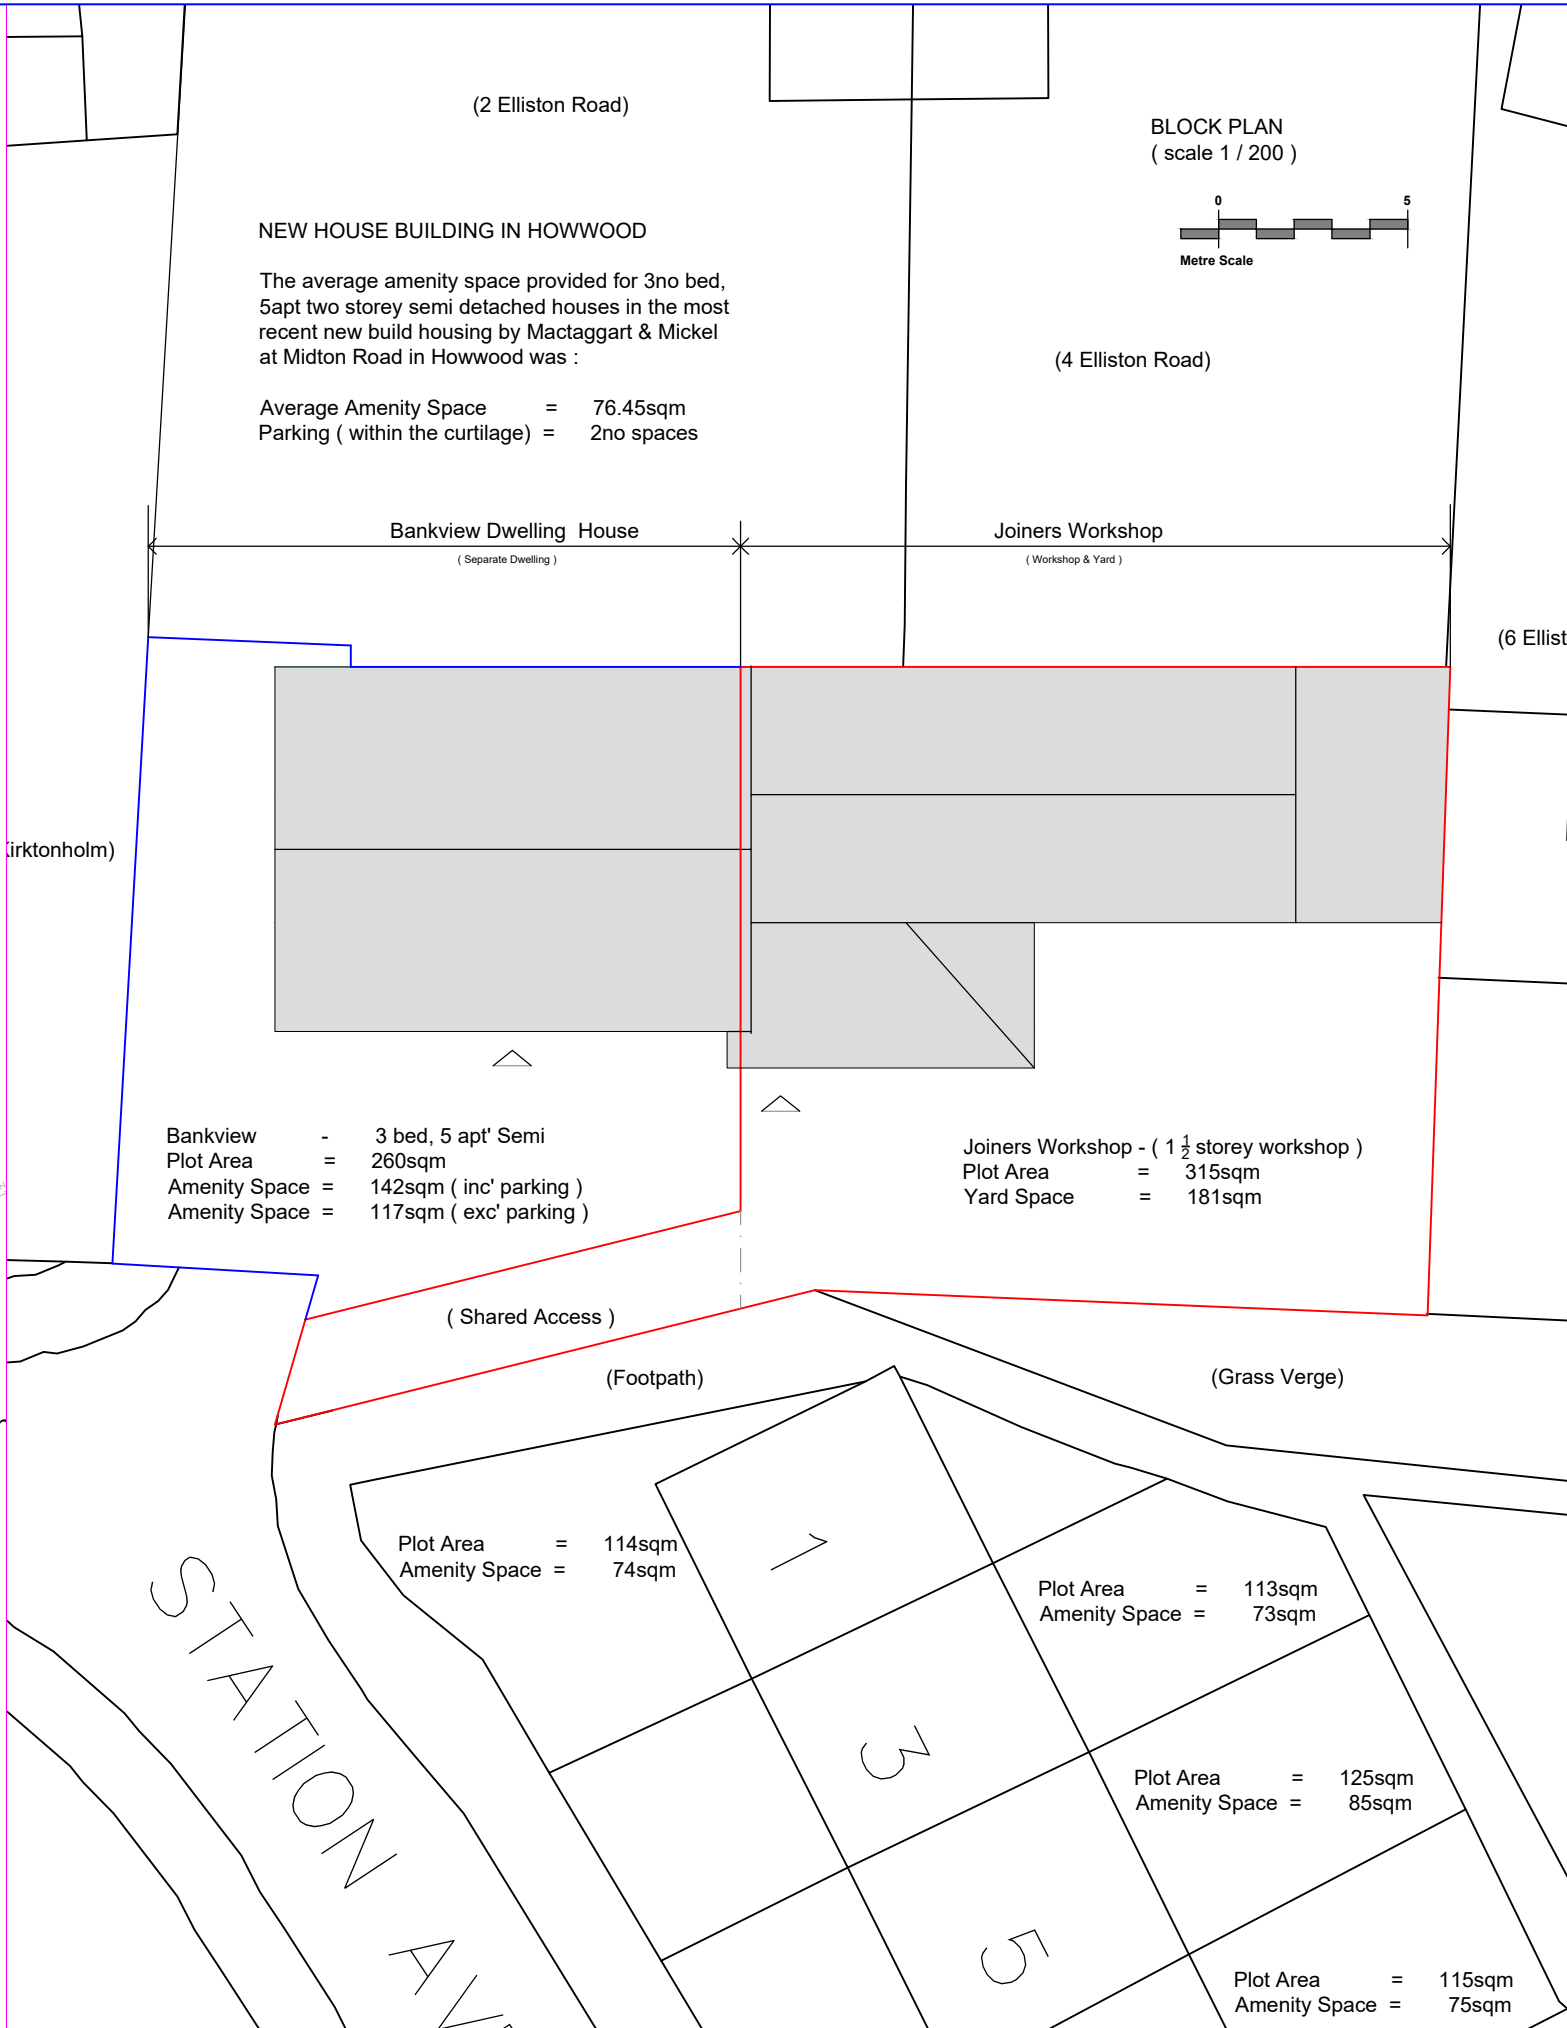 (2 Elliston Road)
BLOCK PLAN
( scale 1 / 200 )
0 5
Metre Scale
NEW HOUSE BUILDING IN HOWWOOD
The average amenity space provided for 3no bed,
5apt two storey semi detached houses in the most
recent new build housing by Mactaggart & Mickel
at Midton Road in Howwood was :
Average Amenity Space = 76.45sqm
Parking ( within the curtilage) = 2no spaces
(4 Elliston Road)
Bankview Dwelling House
( Separate Dwelling )
Joiners Workshop
( Workshop & Yard )
(6 Ellist
irktonholm)
Bankview - 3 bed, 5 apt' Semi
Plot Area = 260sqm
Amenity Space = 142sqm ( inc' parking )
Amenity Space = 117sqm ( exc' parking )
Joiners Workshop - ( 1 1/2 storey workshop )
Plot Area = 315sqm
Yard Space = 181sqm
( Shared Access )
(Footpath)
(Grass Verge)
Plot Area = 114sqm
Amenity Space = 74sqm
1
Plot Area = 113sqm
Amenity Space = 73sqm
3
Plot Area = 125sqm
Amenity Space = 85sqm
5
Plot Area = 115sqm
Amenity Space = 75sqm
STATION AV